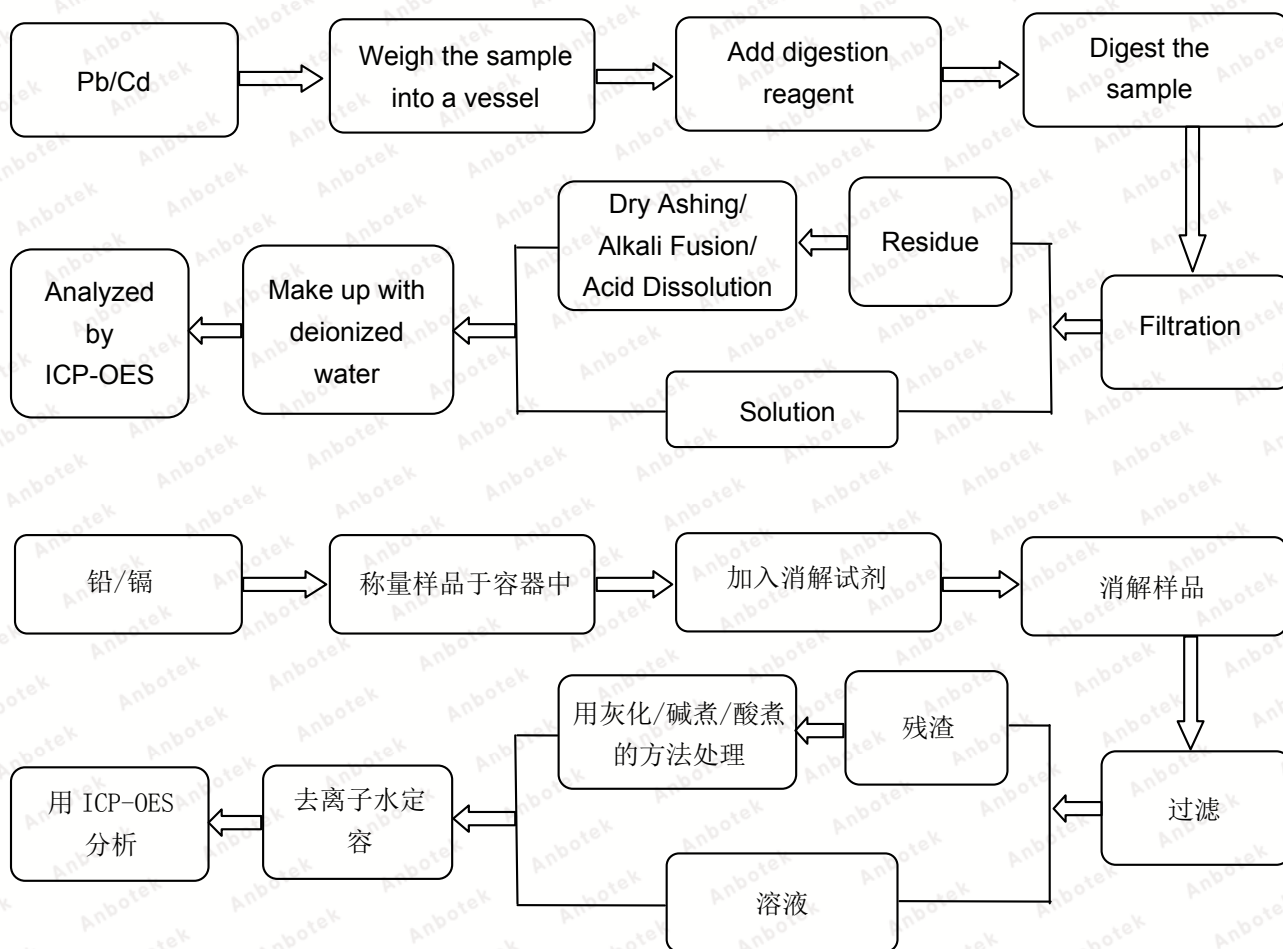 Pb/Cd
Weigh the sample
into a vessel
Add digestion
reagent
Digest the
sample
Filtration
Residue
Dry Ashing/
Alkali Fusion/
Acid Dissolution
Solution
Make up with
deionized
water
Analyzed
by
ICP-OES
铅/镉
称量样品于容器中
加入消解试剂
消解样品
过滤
残渣
用灰化/碱煮/酸煮
的方法处理
溶液
去离子水定
容
用 ICP-OES
分析
Anbotek